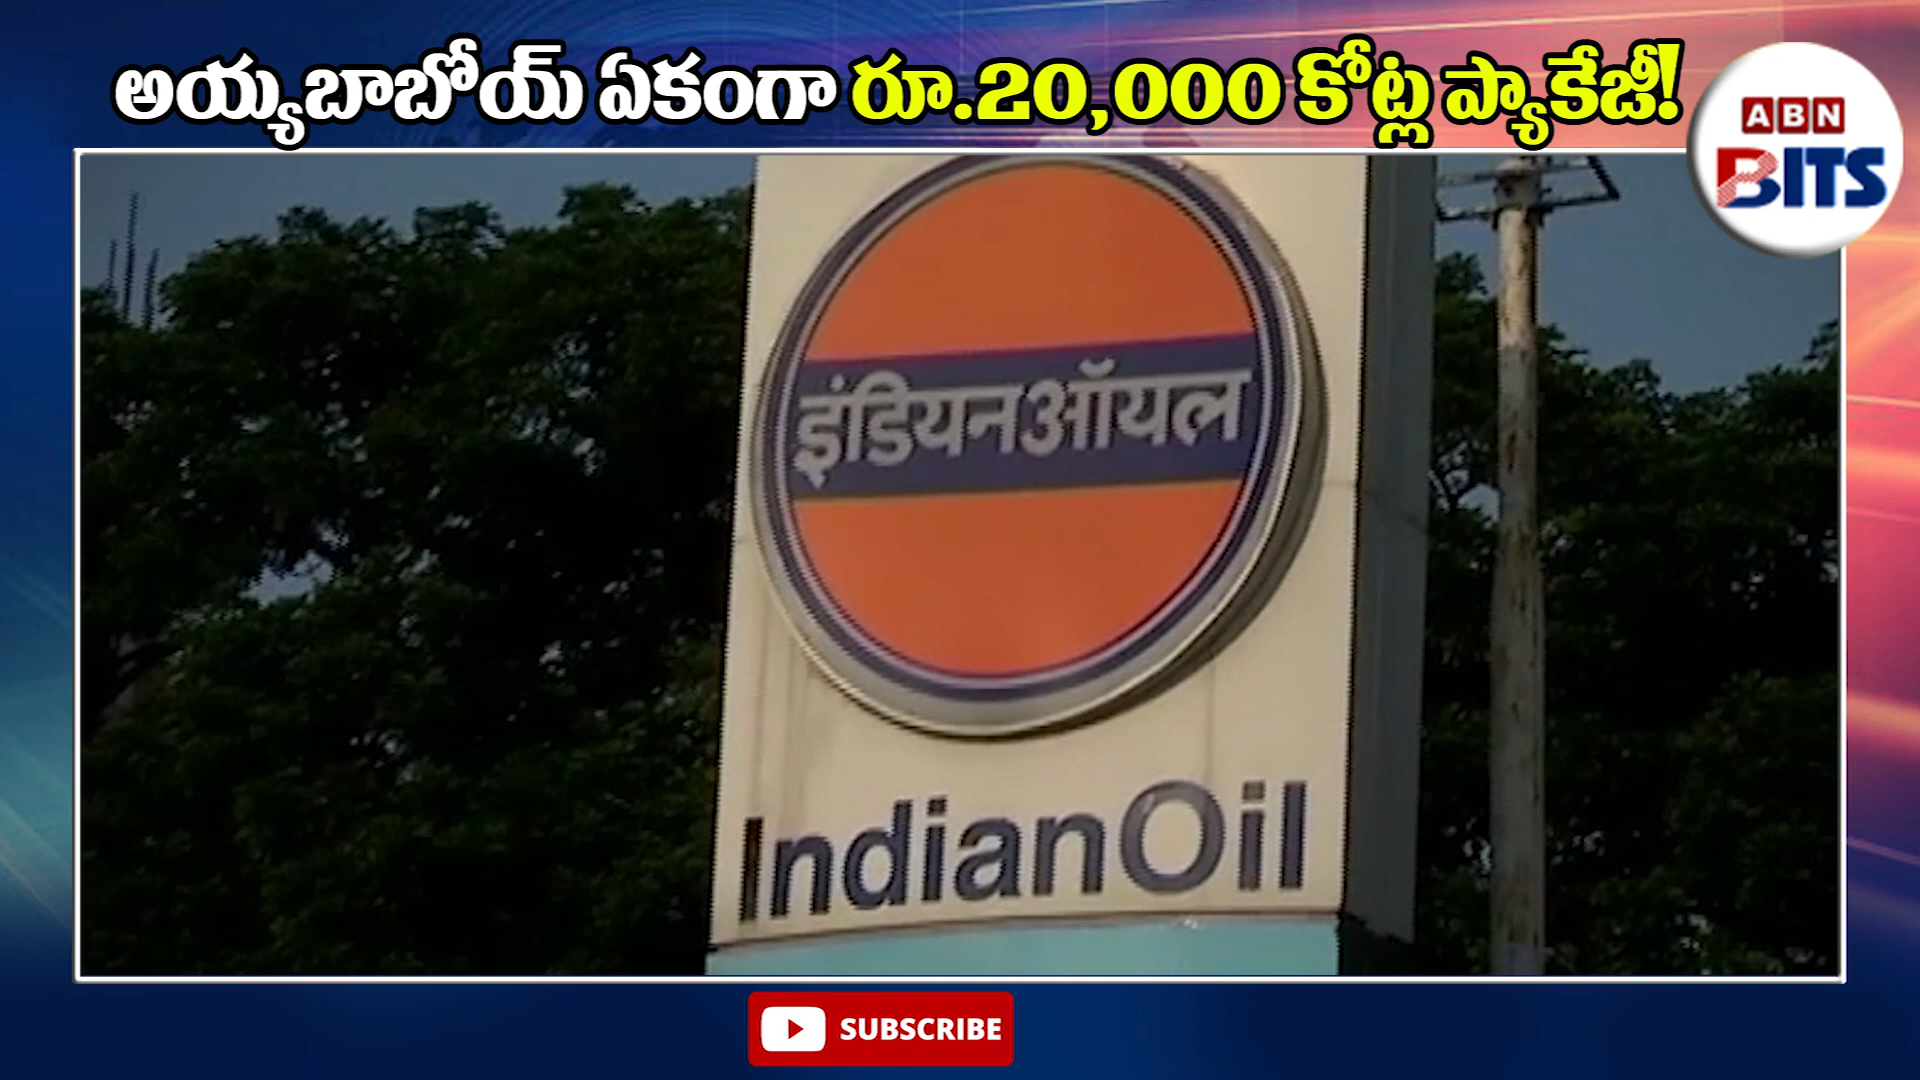 అయ్యబాబోయ్ ఏకంగా రూ.20,000 కోట్ల ప్యాకేజీ!
ABN
BITS
इंडियनऑयल
IndianOil
SUBSCRIBE